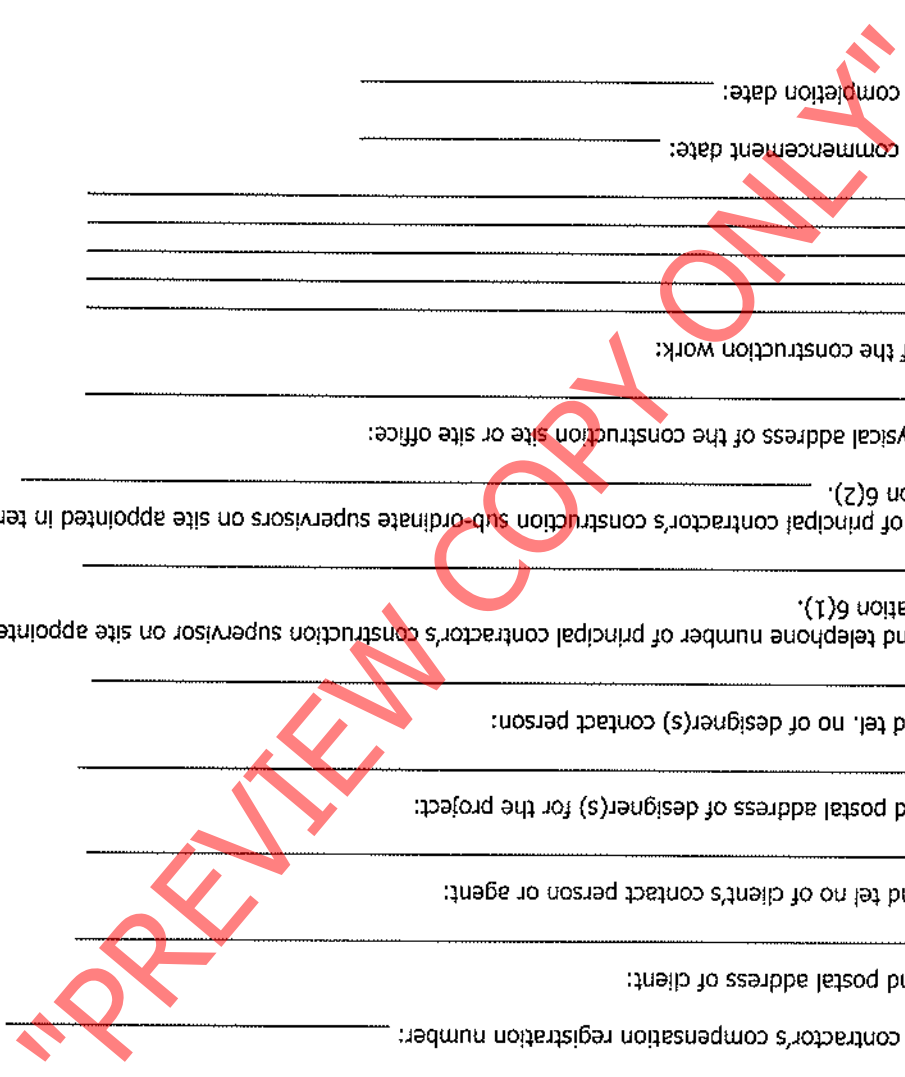 contractor's compensation registration number:
nd postal address of client:
nd tel no of client's contact person or agent:
d postal address of designer(s) for the project:
d tel. no of designer(s) contact person:
nd telephone number of principal contractor's construction supervisor on site appointe
ation 6(1).
of principal contractor's construction sub-ordinate supervisors on site appointed in ter
on 6(2).
ysical address of the construction site or site office:
f the construction work:
commencement date:
completion date:
"PREVIEW COPY ONLY"